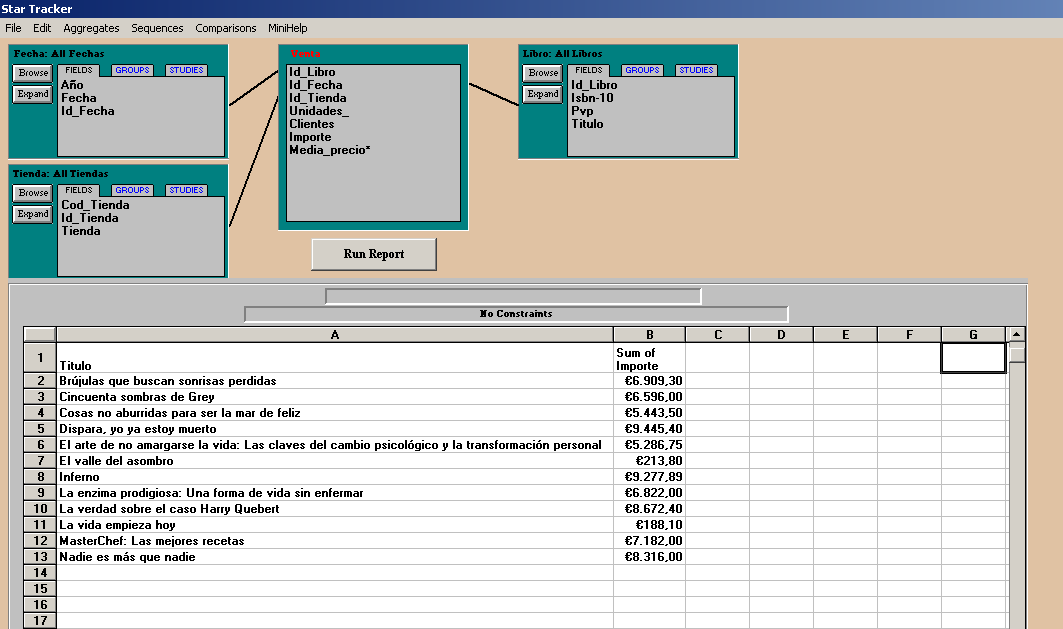 Star Tracker
File Edit Aggregates Sequences Comparisons MiniHelp
Fecha: All Fechas
Browse
Expand
FIELDS GROUPS STUDIES
Año
Fecha
Id_Fecha
Tienda: All Tiendas
Browse
Expand
FIELDS GROUPS STUDIES
Cod_Tienda
Id_Tienda
Tienda
Venta
Id_Libro
Id_Fecha
Id_Tienda
Unidades_
Clientes
Importe
Media_precio*
Libro: All Libros
Browse
Expand
FIELDS GROUPS STUDIES
Id_Libro
Isbn-10
Pvp
Titulo
Run Report
No Constraints
A B C D E F G
1 Titulo Sum of Importe
2 Brújulas que buscan sonrisas perdidas €6.909,30
3 Cincuenta sombras de Grey €6.596,00
4 Cosas no aburridas para ser la mar de feliz €5.443,50
5 Dispara, yo ya estoy muerto €9.445,40
6 El arte de no amargarse la vida: Las claves del cambio psicológico y la transformación personal €5.286,75
7 El valle del asombro €213,80
8 Inferno €9.277,89
9 La enzima prodigiosa: Una forma de vida sin enfermar €6.822,00
10 La verdad sobre el caso Harry Quebert €8.672,40
11 La vida empieza hoy €188,10
12 MasterChef: Las mejores recetas €7.182,00
13 Nadie es más que nadie €8.316,00
14
15
16
17